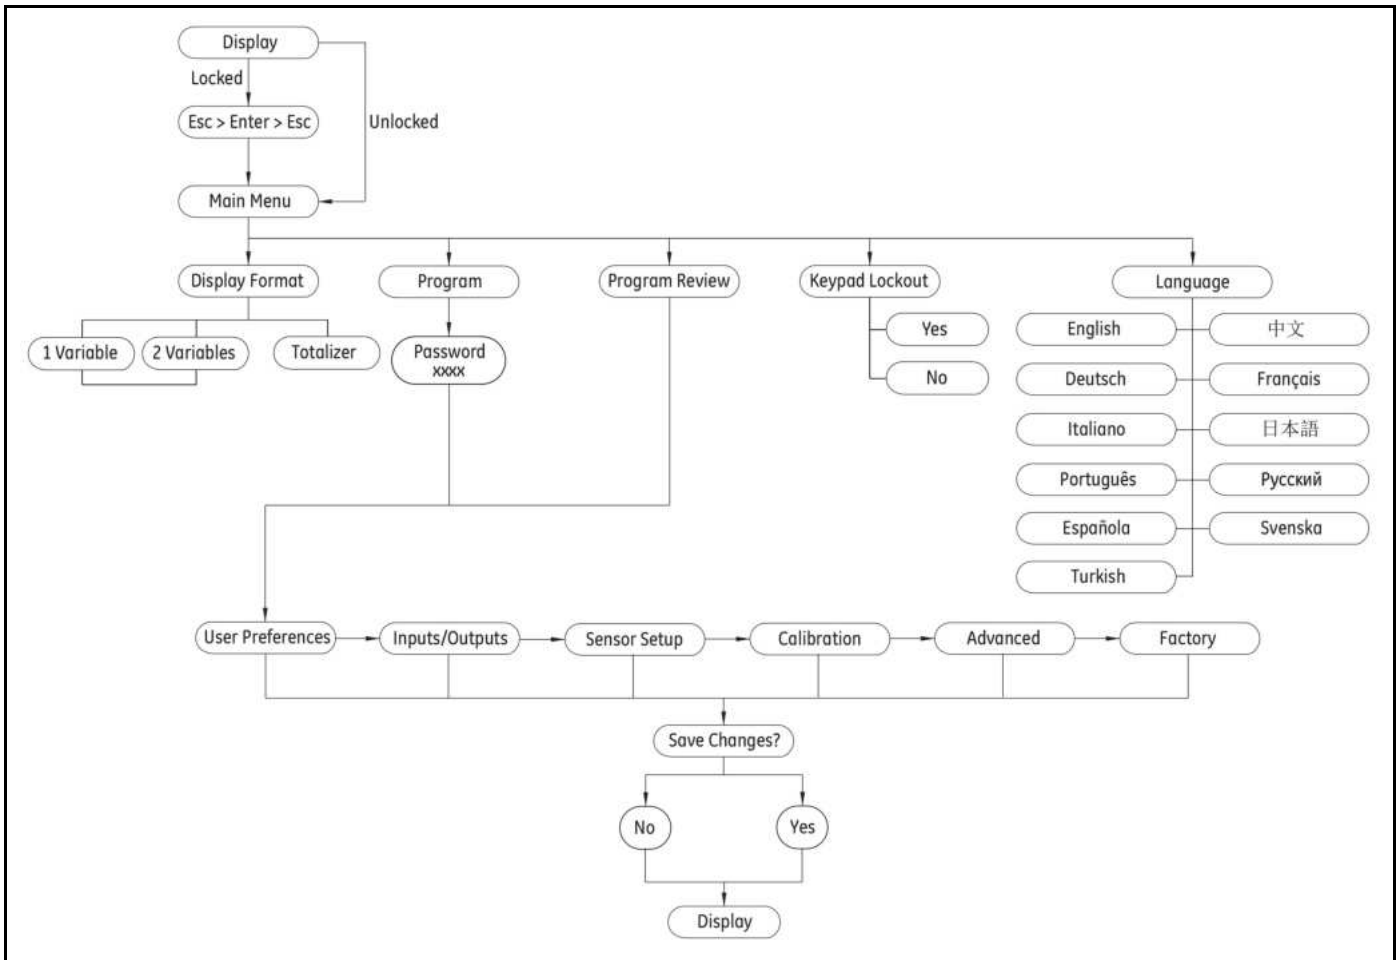 Display
Locked
Esc > Enter > Esc
Unlocked
Main Menu
Display Format
Program
Program Review
Keypad Lockout
Language
1 Variable
2 Variables
Totalizer
Password
xxxx
Yes
No
English
中文
Deutsch
Français
Italiano
日本語
Português
Русский
Española
Svenska
Turkish
User Preferences
Inputs/Outputs
Sensor Setup
Calibration
Advanced
Factory
Save Changes?
No
Yes
Display